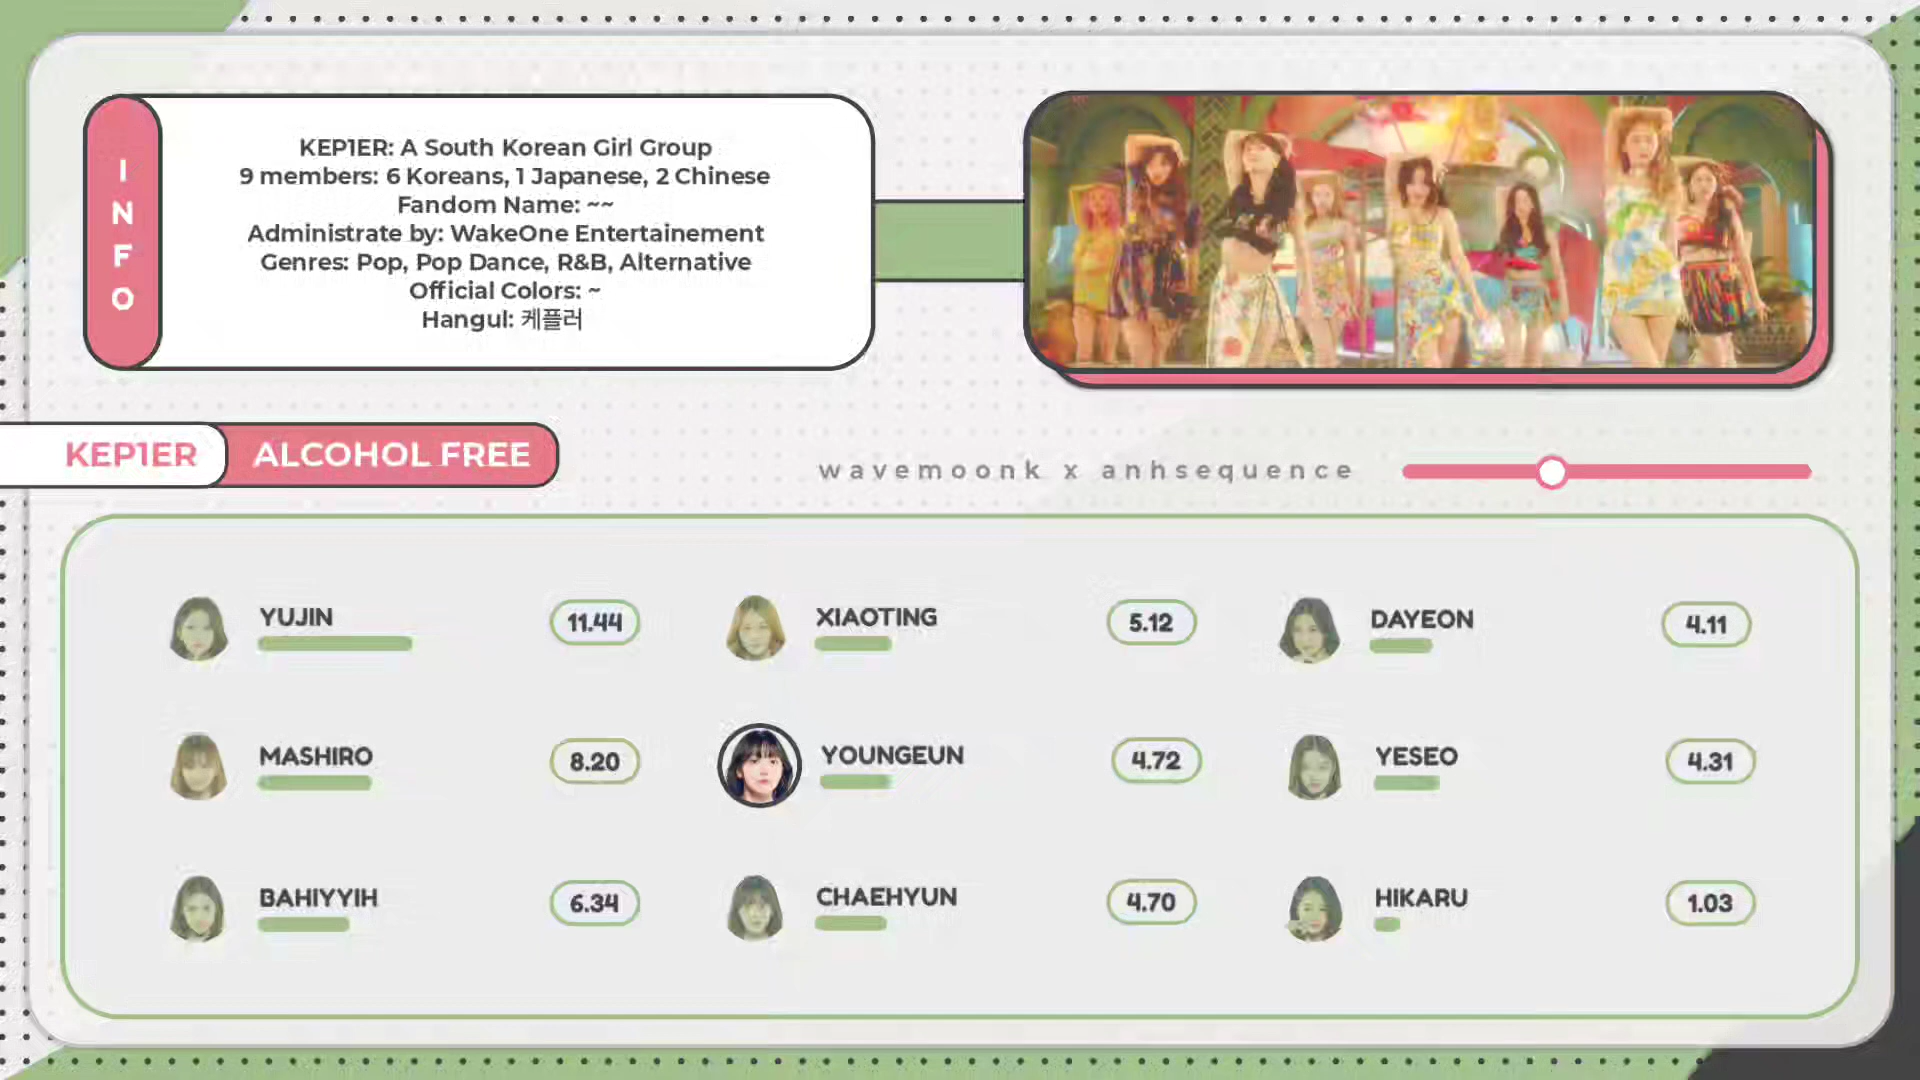 INFO
KEP1ER: A South Korean Girl Group
9 members: 6 Koreans, 1 Japanese, 2 Chinese
Fandom Name: ~~
Administrate by: WakeOne Entertainement
Genres: Pop, Pop Dance, R&B, Alternative
Official Colors: ~
Hangul: 케플러
KEP1ER ALCOHOL FREE
wavemoonk x anhsequence
YUJIN 11.44
XIAOTING 5.12
DAYEON 4.11
MASHIRO 8.20
YOUNGEUN 4.72
YESEO 4.31
BAHIYYIH 6.34
CHAEHYUN 4.70
HIKARU 1.03